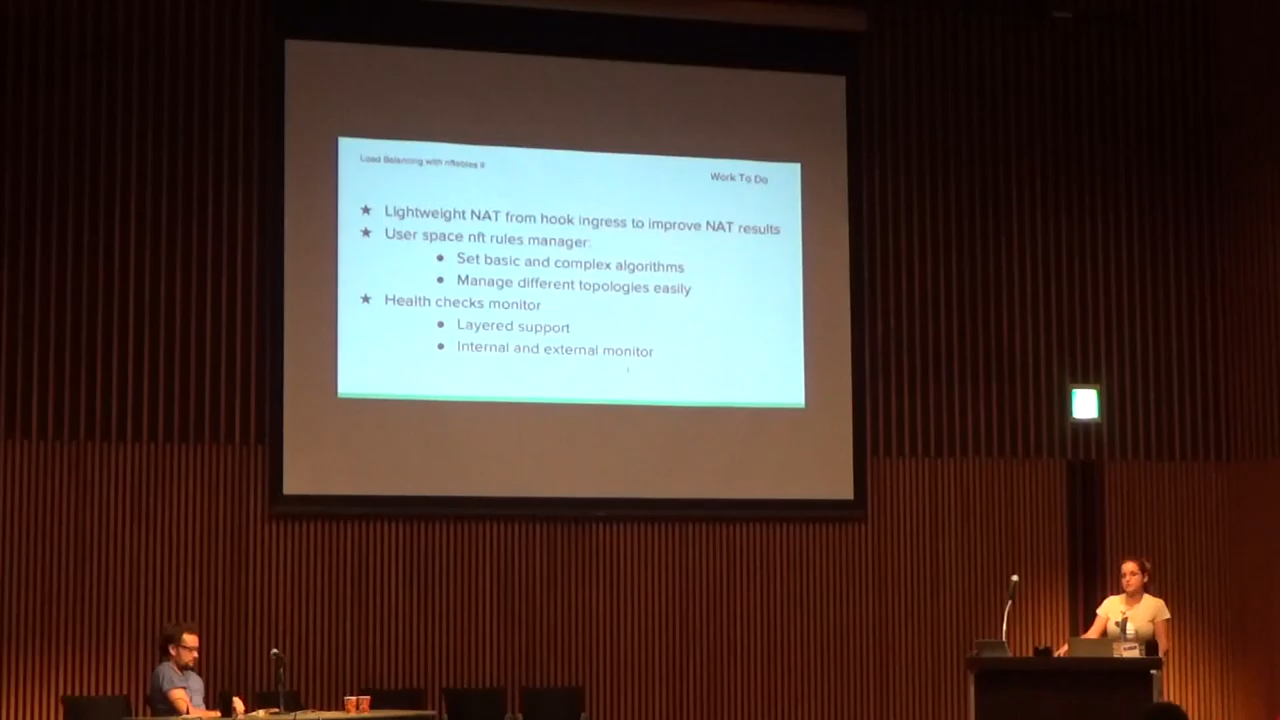 Load Balancing with nftables II
Work To Do
★ Lightweight NAT from hook ingress to improve NAT results
★ User space nft rules manager:
● Set basic and complex algorithms
● Manage different topologies easily
★ Health checks monitor
● Layered support
● Internal and external monitor